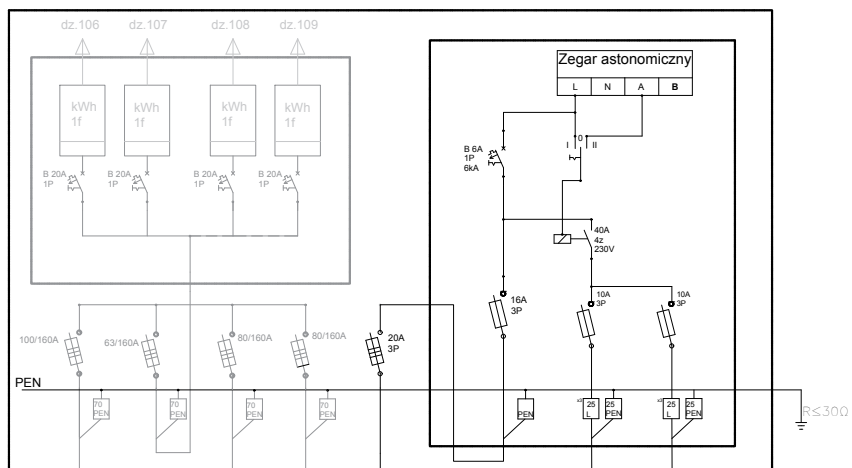 dz.106 dz.107 dz.108 dz.109
Zegar astonomiczny
L N A B
kWh
1f
kWh
1f
kWh
1f
kWh
1f
I 0 II
B 6A
1P
6kA
B 20A
1P
B 20A
1P
B 20A
1P
B 20A
1P
40A
4z
230V
16A
3P
10A
3P
10A
3P
100/160A
63/160A
80/160A
80/160A
20A
3P
PEN
70
PEN
70
PEN
70
PEN
70
PEN
PEN
x3
25
L
25
PEN
x3
25
L
25
PEN
R≤30Ω